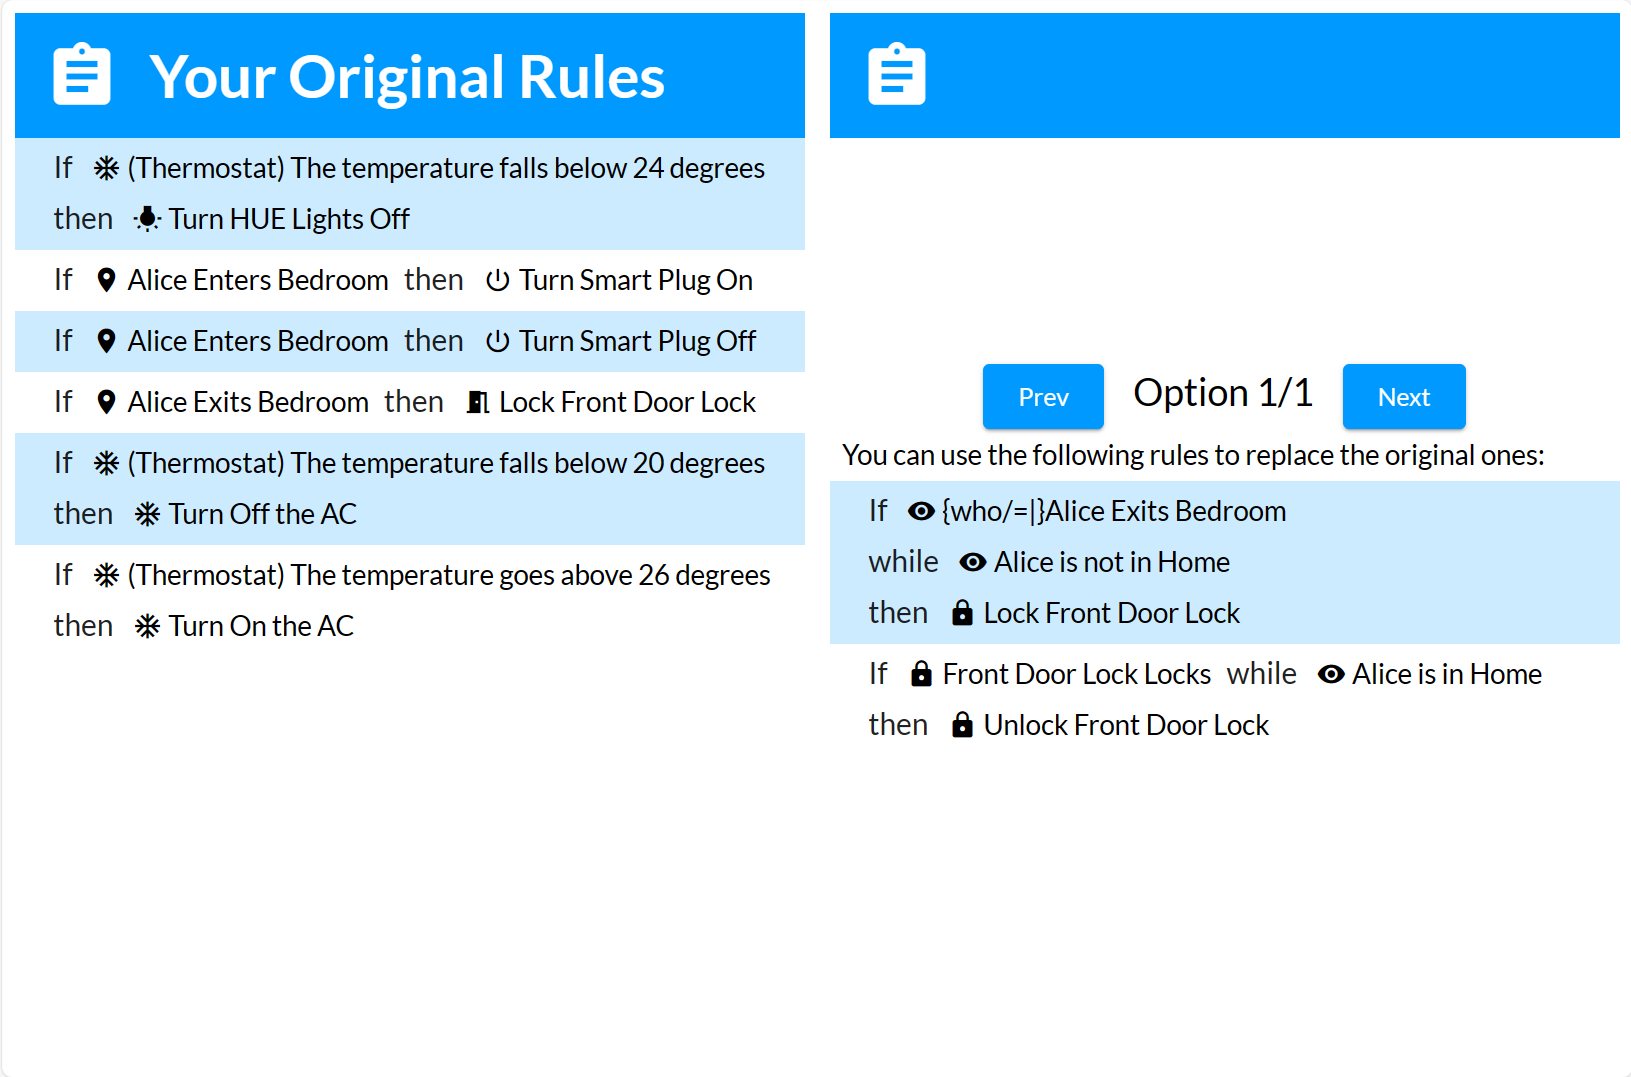 Your Original Rules
If (Thermostat) The temperature falls below 24 degrees
then Turn HUE Lights Off
If Alice Enters Bedroom then Turn Smart Plug On
If Alice Enters Bedroom then Turn Smart Plug Off
If Alice Exits Bedroom then Lock Front Door Lock
If (Thermostat) The temperature falls below 20 degrees
then Turn Off the AC
If (Thermostat) The temperature goes above 26 degrees
then Turn On the AC
Prev Option 1/1 Next
You can use the following rules to replace the original ones:
If {who/=|}Alice Exits Bedroom
while Alice is not in Home
then Lock Front Door Lock
If Front Door Lock Locks while Alice is in Home
then Unlock Front Door Lock